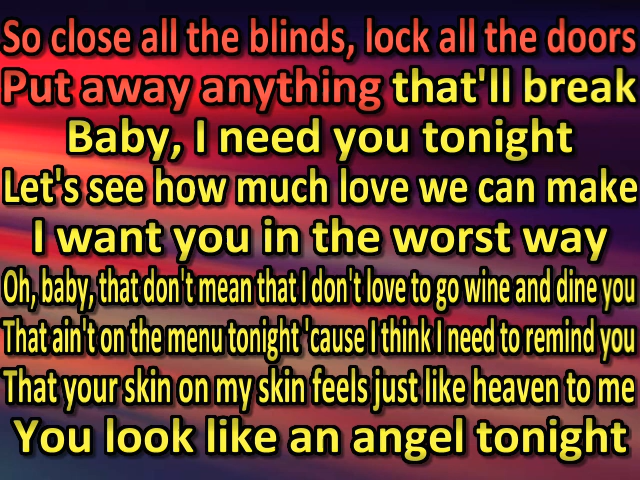 So close all the blinds, lock all the doors
Put away anything that'll break
Baby, I need you tonight
Let's see how much love we can make
I want you in the worst way
Oh, baby, that don't mean that I don't love to go wine and dine you
That ain't on the menu tonight 'cause I think I need to remind you
That your skin on my skin feels just like heaven to me
You look like an angel tonight